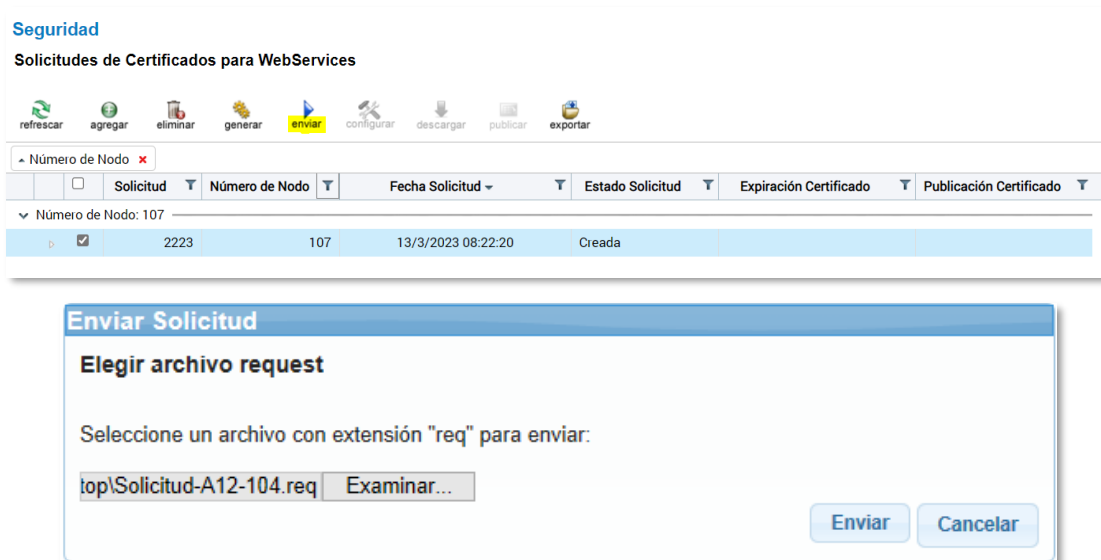 Seguridad
Solicitudes de Certificados para WebServices
refrescar agregar eliminar generar enviar configurar descargar publicar exportar
Número de Nodo
Solicitud Número de Nodo Fecha Solicitud Estado Solicitud Expiración Certificado Publicación Certificado
Número de Nodo: 107
2223 107 13/3/2023 08:22:20 Creada
Enviar Solicitud
Elegir archivo request
Seleccione un archivo con extensión "req" para enviar:
top\Solicitud-A12-104.req Examinar...
Enviar Cancelar